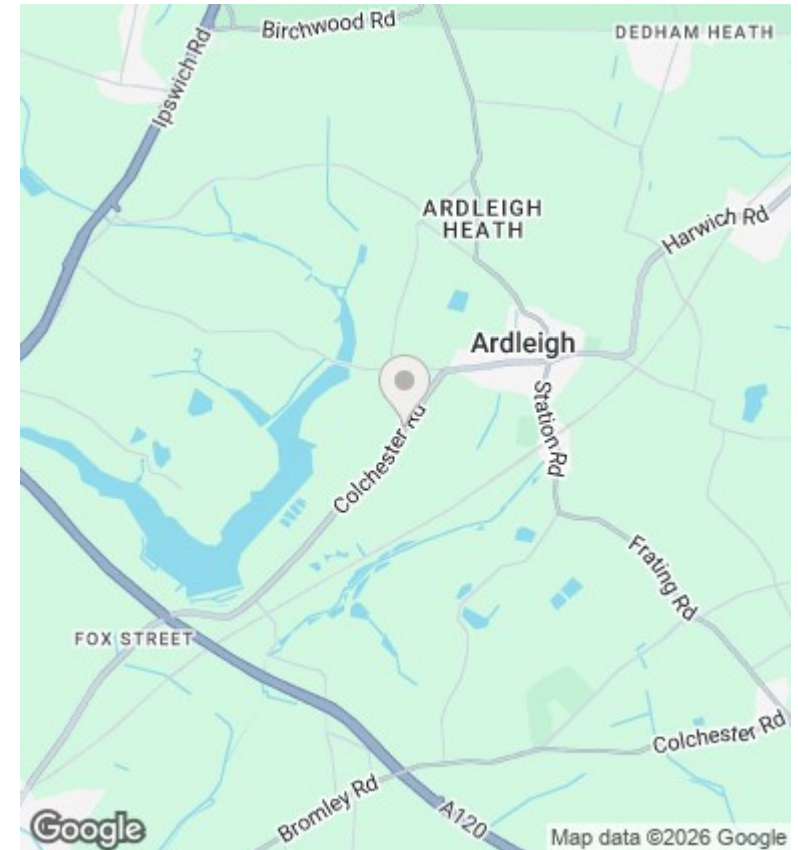 Birchwood Rd
DEDHAM HEATH
Ipswich Rd
ARDLEIGH
HEATH
Harwich Rd
Ardleigh
Station Rd
Colchester Rd
Frating Rd
FOX STREET
Colchester Rd
Bromley Rd
A120
Google
Map data ©2026 Google